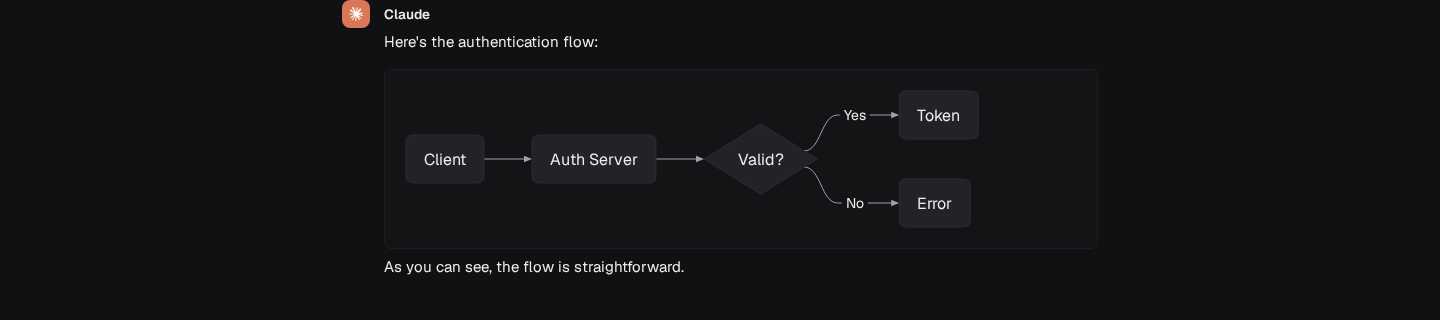 Claude
Here's the authentication flow:
Client
Auth Server
Valid?
Yes
Token
No
Error
As you can see, the flow is straightforward.